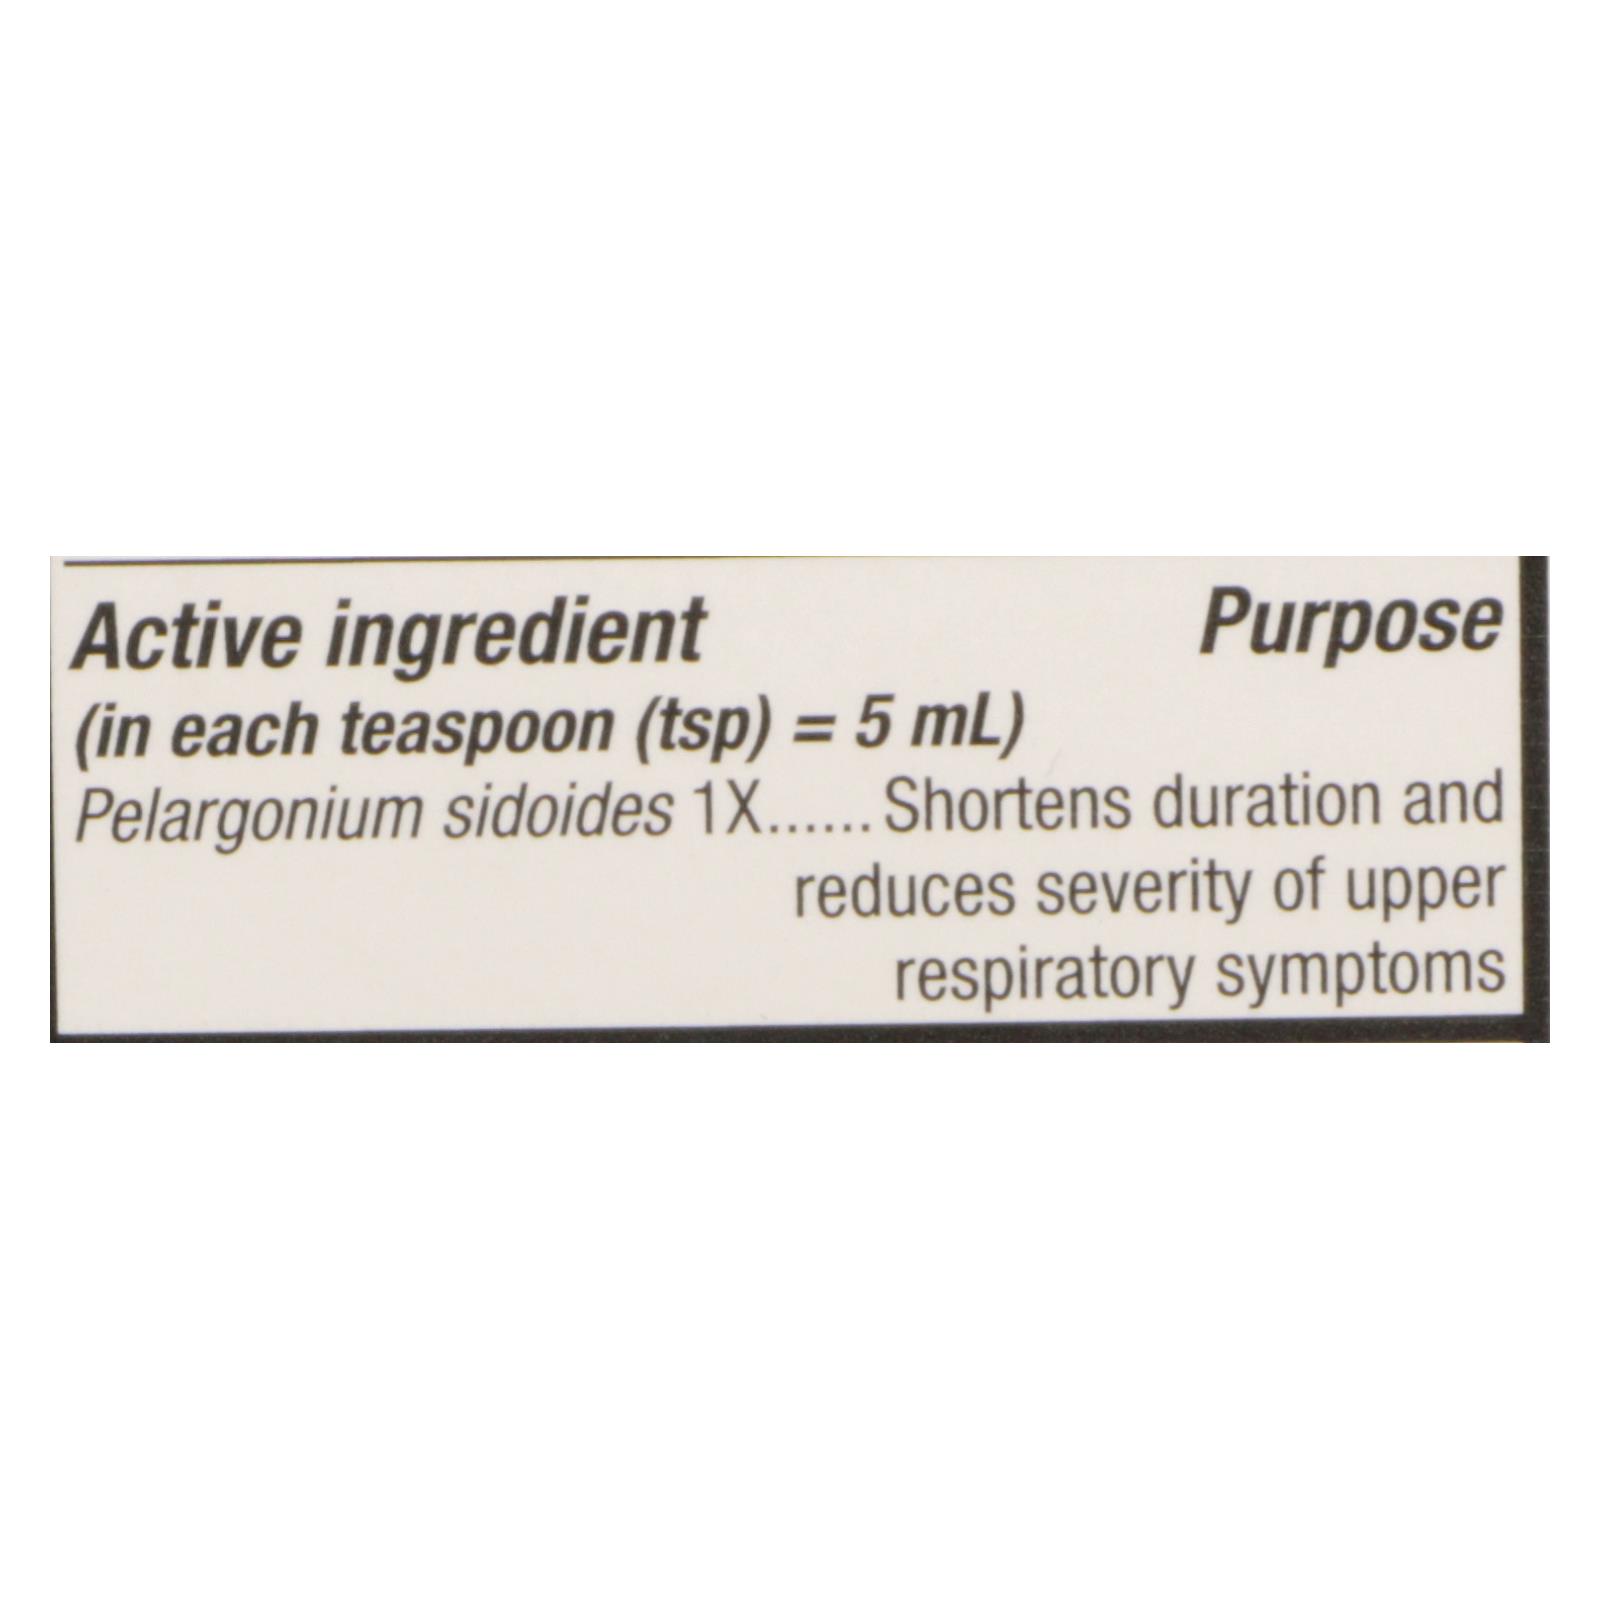 Active ingredient Purpose
(in each teaspoon (tsp) = 5 mL)
Pelargonium sidoides 1X...... Shortens duration and
reduces severity of upper
respiratory symptoms